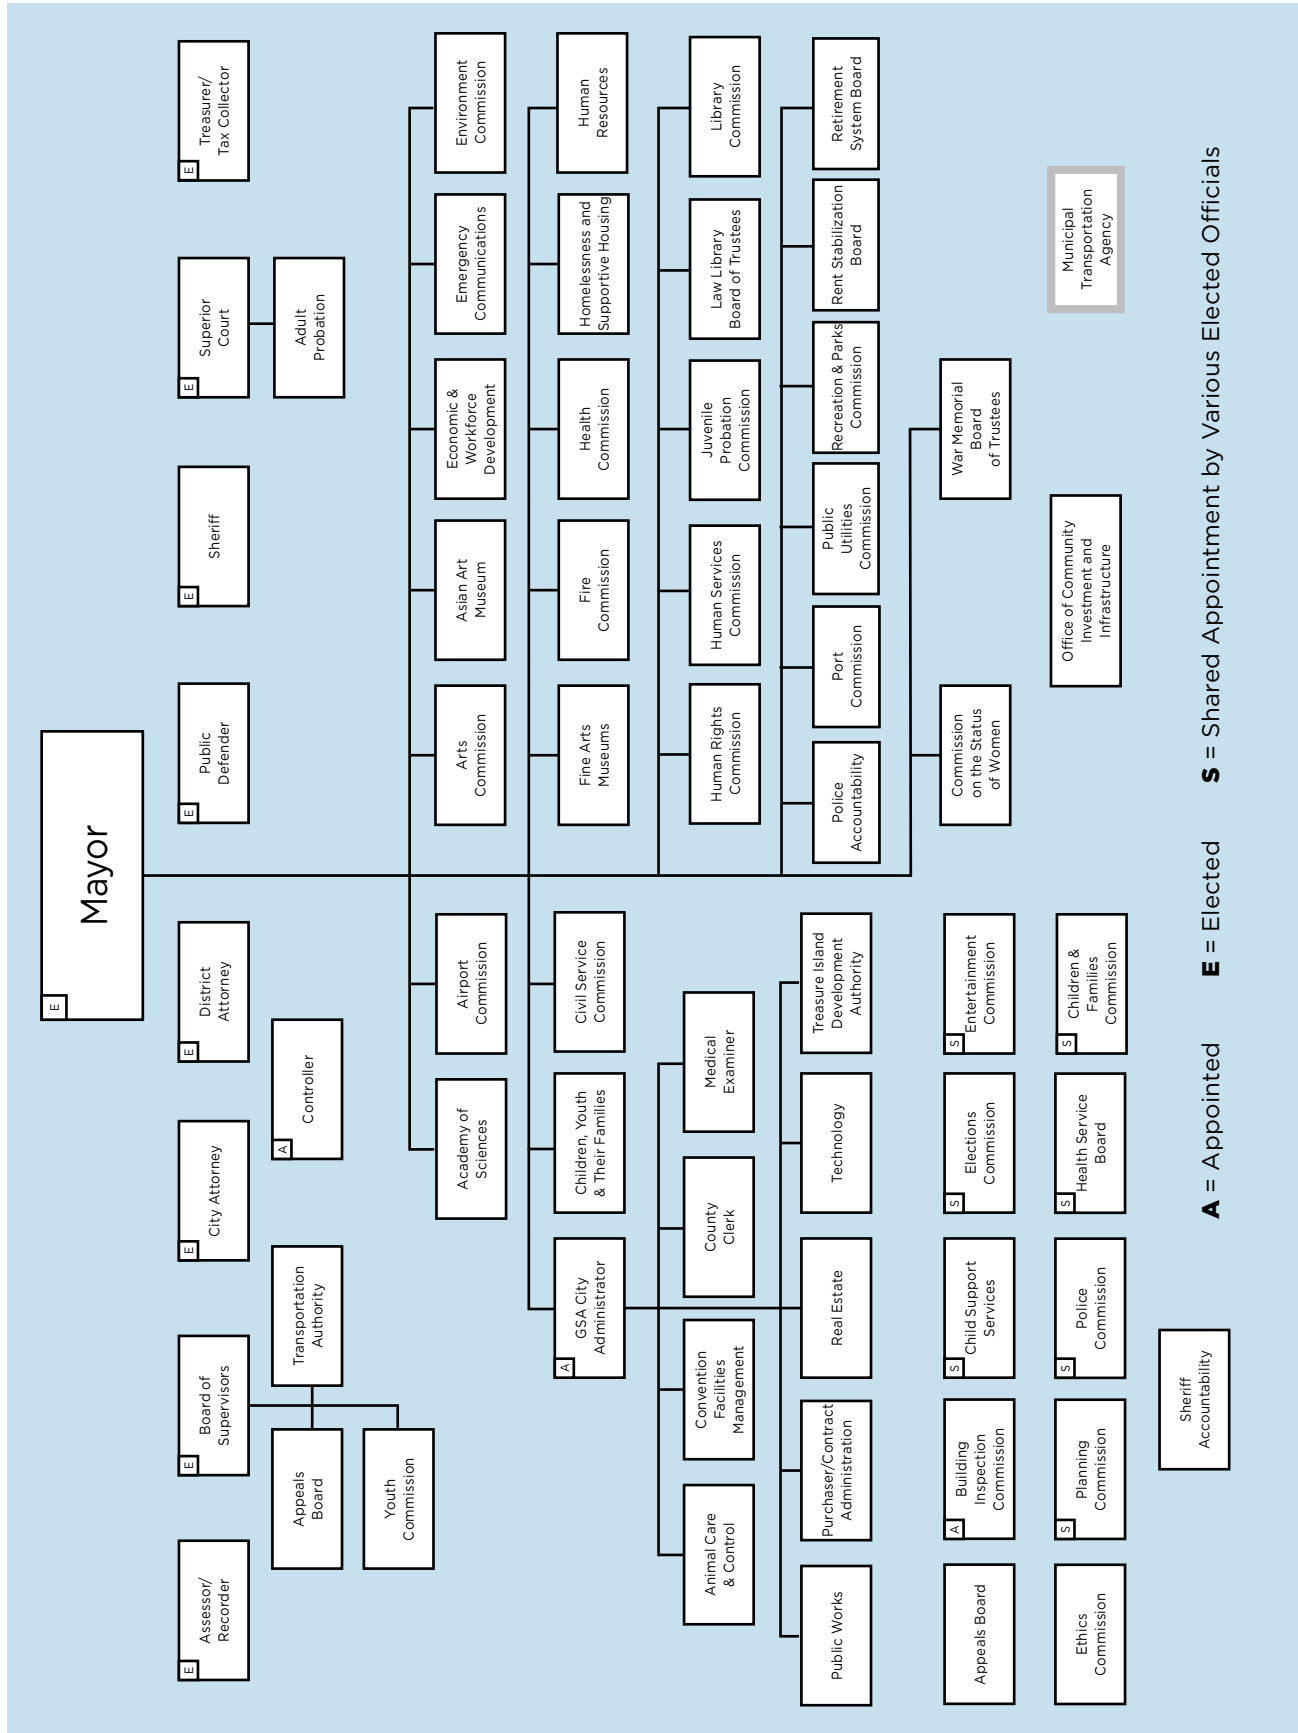 E
Mayor
E
Assessor/
Recorder
E
Board of
Supervisors
E
City Attorney
E
District
Attorney
E
Public
Defender
E
Sheriff
E
Superior
Court
E
Treasurer/
Tax Collector
Appeals
Board
Transportation
Authority
A
Controller
Adult
Probation
Youth
Commission
Academy of
Sciences
Airport
Commission
Arts
Commission
Asian Art
Museum
Economic &
Workforce
Development
Emergency
Communications
Environment
Commission
A
GSA City
Administrator
Children, Youth
& Their Families
Civil Service
Commission
Fine Arts
Museums
Fire
Commission
Health
Commission
Homelessness and
Supportive Housing
Human
Resources
Animal Care
& Control
Convention
Facilities
Management
County
Clerk
Medical
Examiner
Human Rights
Commission
Human Services
Commission
Juvenile
Probation
Commission
Law Library
Board of Trustees
Library
Commission
Public Works
Purchaser/Contract
Administration
Real Estate
Technology
Treasure Island
Development
Authority
Police
Accountability
Port
Commission
Public
Utilities
Commission
Recreation & Parks
Commission
Rent Stabilization
Board
Retirement
System Board
Appeals Board
A
Building
Inspection
Commission
S
Child Support
Services
S
Elections
Commission
S
Entertainment
Commission
Commission
on the Status
of Women
War Memorial
Board
of Trustees
Ethics
Commission
S
Planning
Commission
S
Police
Commission
S
Health Service
Board
S
Children &
Families
Commission
Office of Community
Investment and
Infrastructure
Municipal
Transportation
Agency
Sheriff
Accountability
A = Appointed E = Elected S = Shared Appointment by Various Elected Officials